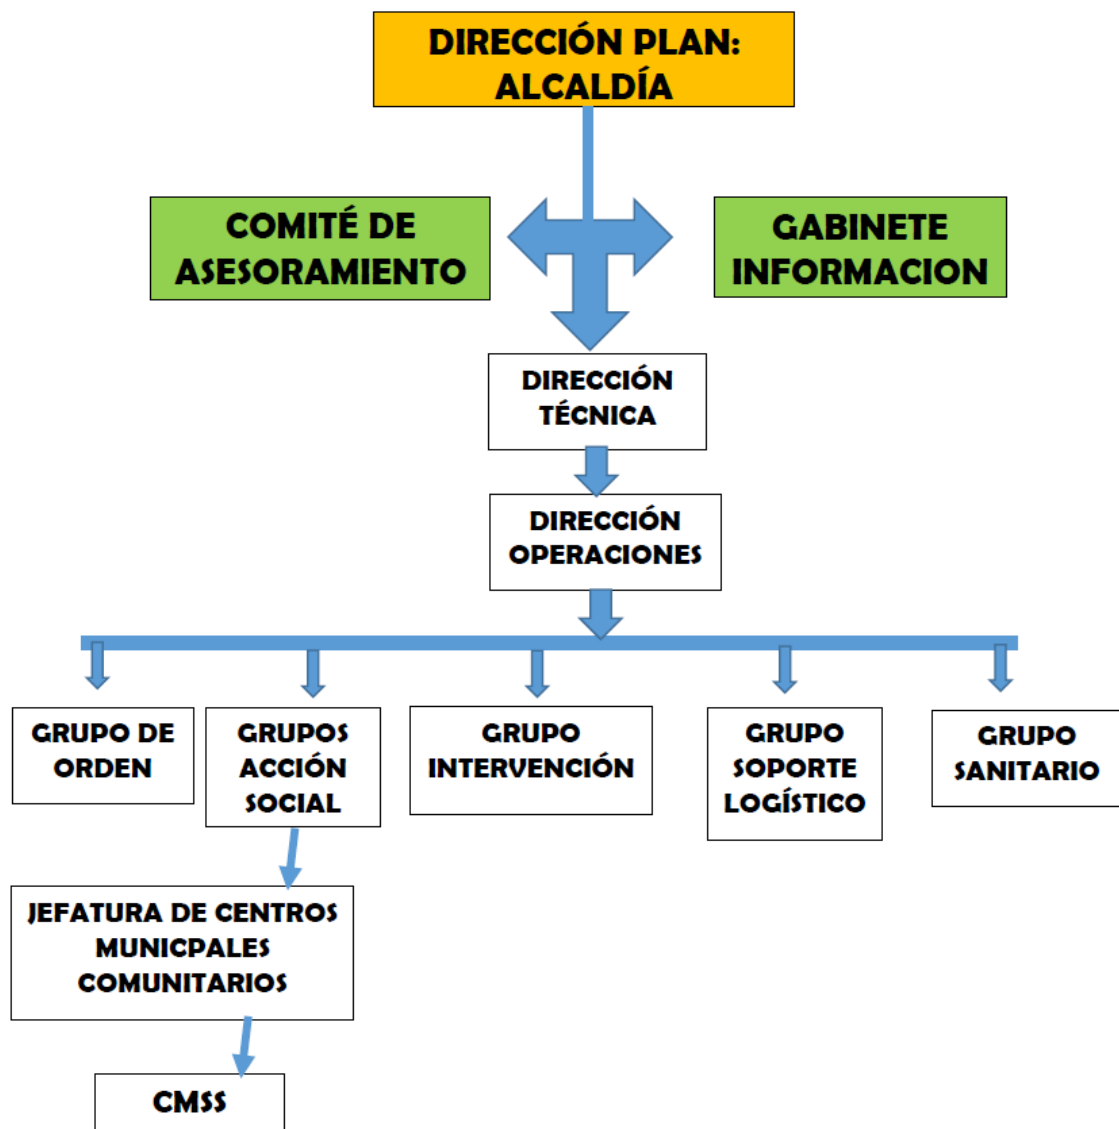 DIRECCIÓN PLAN:
ALCALDÍA
COMITÉ DE
ASESORAMIENTO
GABINETE
INFORMACION
DIRECCIÓN
TÉCNICA
DIRECCIÓN
OPERACIONES
GRUPO DE
ORDEN
GRUPOS
ACCIÓN
SOCIAL
GRUPO
INTERVENCIÓN
GRUPO
SOPORTE
LOGÍSTICO
GRUPO
SANITARIO
JEFATURA DE CENTROS
MUNICPALES
COMUNITARIOS
CMSS